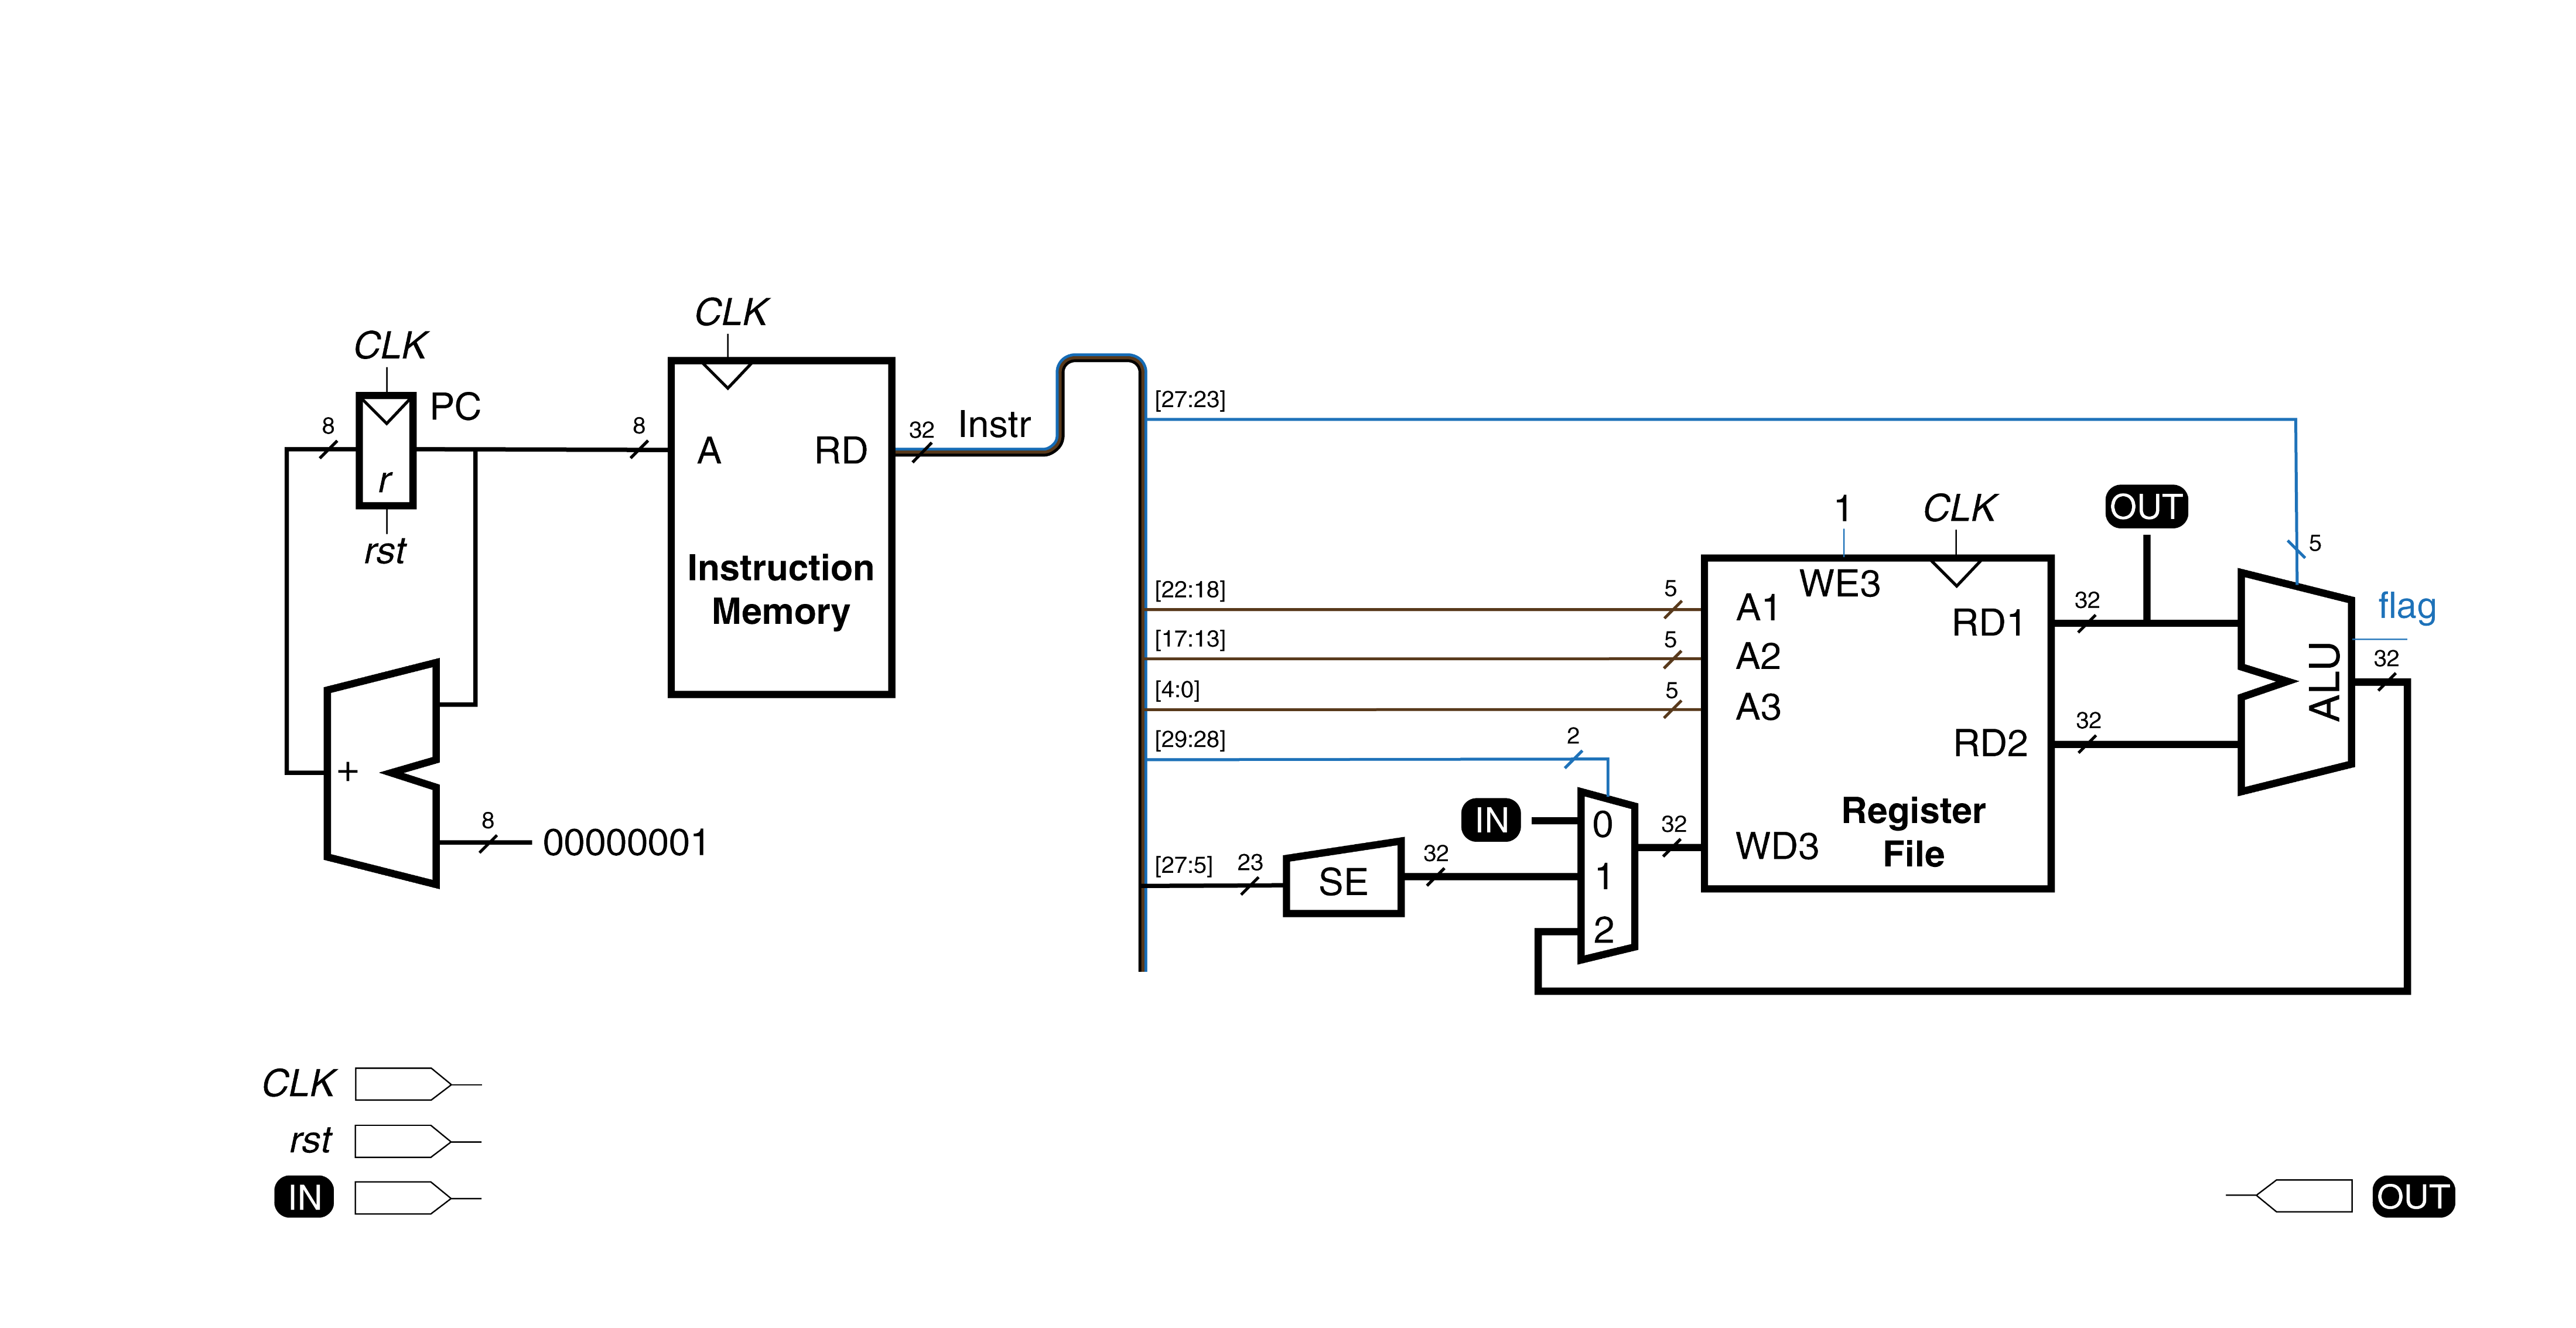 CLK
8
PC
r
rst
8
CLK
A
RD
Instruction
Memory
32
Instr
+
8
00000001
[27:23]
5
[22:18]
5
[17:13]
5
[4:0]
5
[29:28]
2
[27:5]
23
SE
32
IN
0
1
2
32
1
CLK
WE3
A1
A2
A3
WD3
RD1
RD2
Register
File
32
32
OUT
ALU
flag
32
CLK
rst
IN
OUT